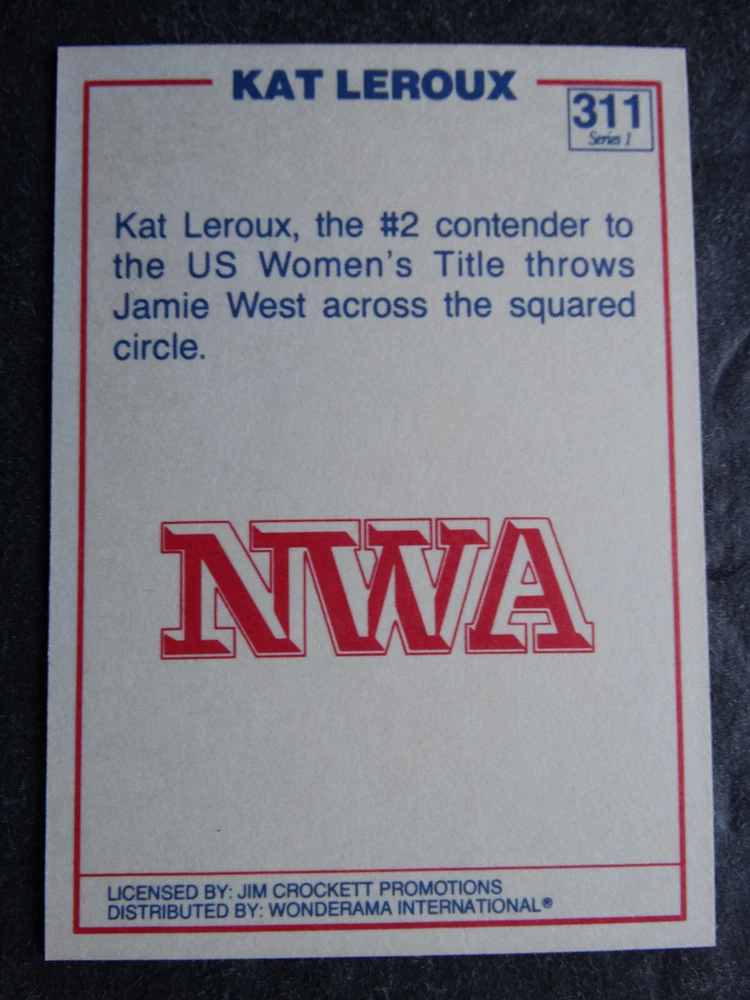 KAT LEROUX
311
Series 1
Kat Leroux, the #2 contender to
the US Women's Title throws
Jamie West across the squared
circle.
NWA
LICENSED BY: JIM CROCKETT PROMOTIONS
DISTRIBUTED BY: WONDERAMA INTERNATIONAL®